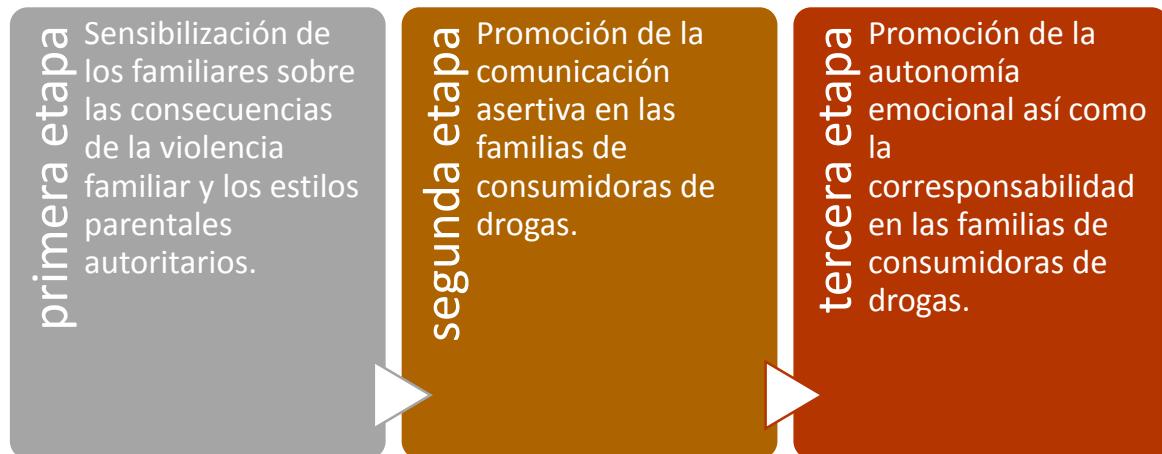 primera etapa
Sensibilización de
los familiares sobre
las consecuencias
de la violencia
familiar y los estilos
parentales
autoritarios.
segunda etapa
Promoción de la
comunicación
asertiva en las
familias de
consumidoras de
drogas.
tercera etapa
Promoción de la
autonomía
emocional así como
la
corresponsabilidad
en las familias de
consumidoras de
drogas.